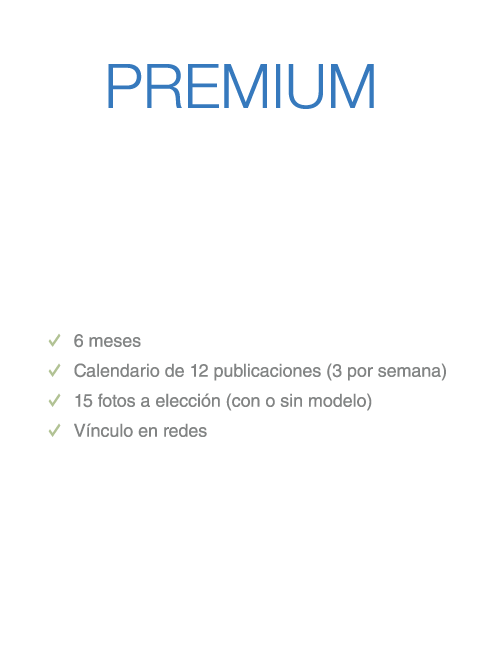 PREMIUM
6 meses
Calendario de 12 publicaciones (3 por semana)
15 fotos a elección (con o sin modelo)
Vínculo en redes